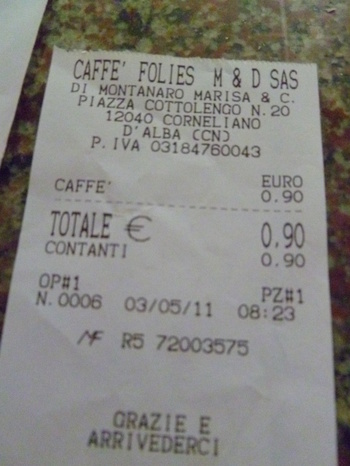 CAFFE' FOLIES M & D SAS
DI MONTANARO MARISA & C.
PIAZZA COTTOLENGO N.20
12040 CORNELIANO
D'ALBA (CN)
P.IVA 03184760043
EURO
CAFFE' 0.90
TOTALE € 0,90
CONTANTI 0.90
OP#1 PZ#1
N.0006 03/05/11 08:23
MF R5 72003575
GRAZIE E
ARRIVEDERCI